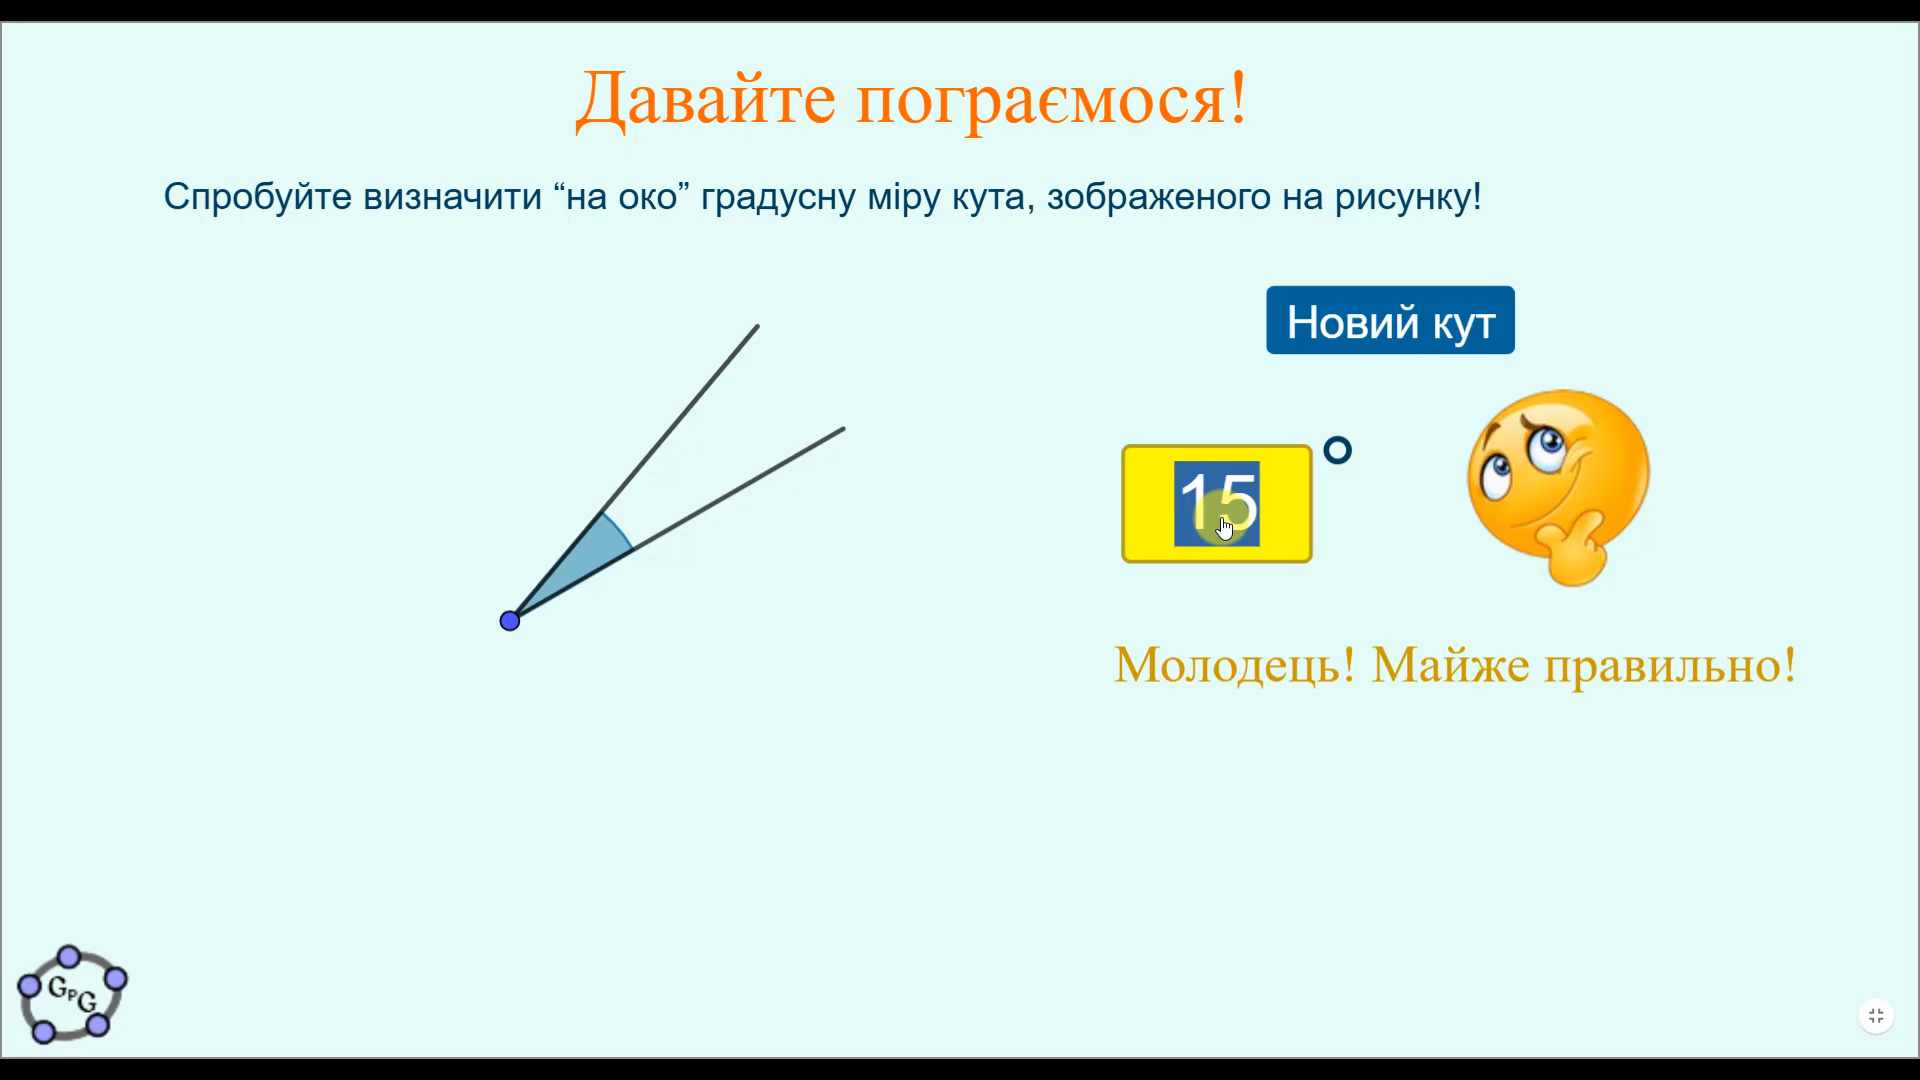 Давайте пограємося!
Спробуйте визначити “на око” градусну міру кута, зображеного на рисунку!
Новий кут
15°
Молодець! Майже правильно!
GPG